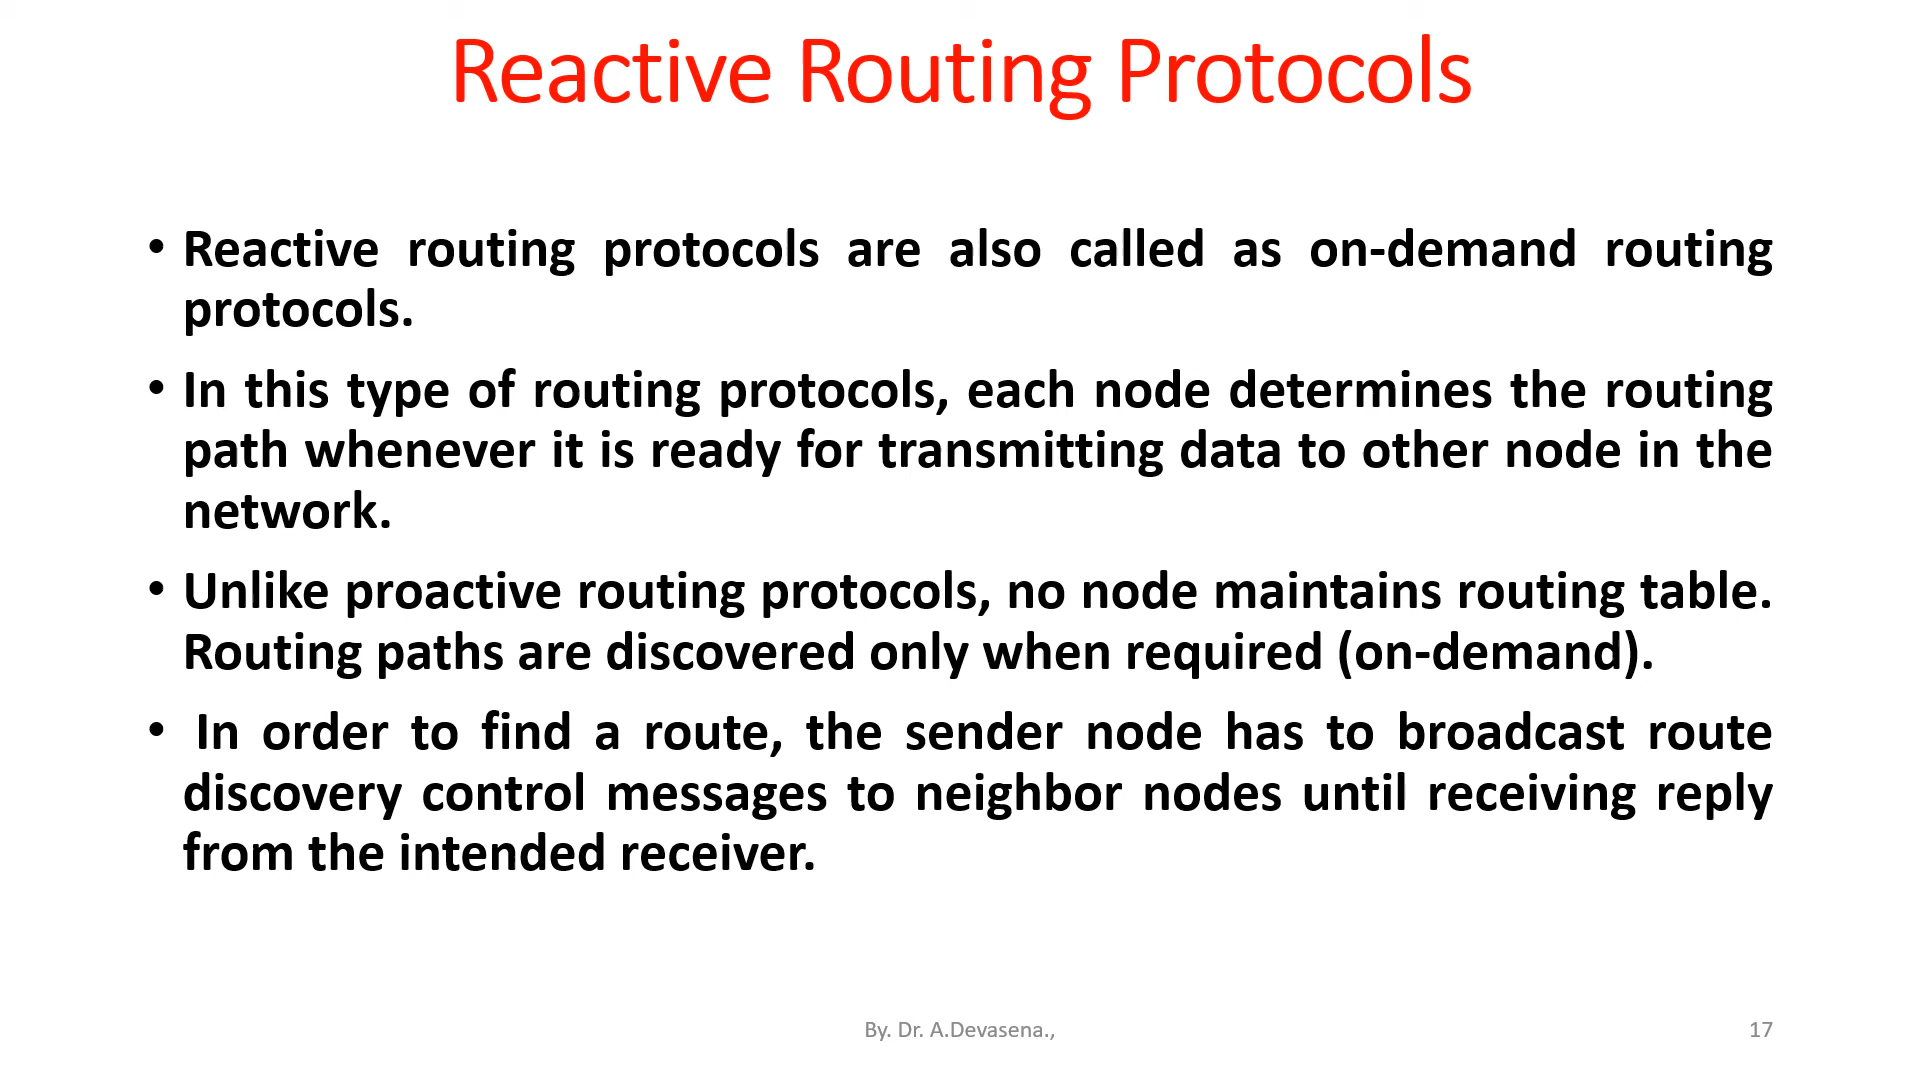 Reactive Routing Protocols
• Reactive routing protocols are also called as on-demand routing
protocols.
• In this type of routing protocols, each node determines the routing
path whenever it is ready for transmitting data to other node in the
network.
• Unlike proactive routing protocols, no node maintains routing table.
Routing paths are discovered only when required (on-demand).
• In order to find a route, the sender node has to broadcast route
discovery control messages to neighbor nodes until receiving reply
from the intended receiver.
By. Dr. A.Devasena.,
17